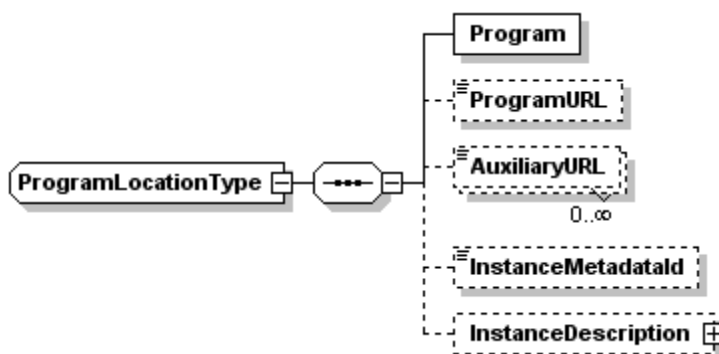 Program
ProgramURL
AuxiliaryURL
0..∞
ProgramLocationType
InstanceMetadataId
InstanceDescription